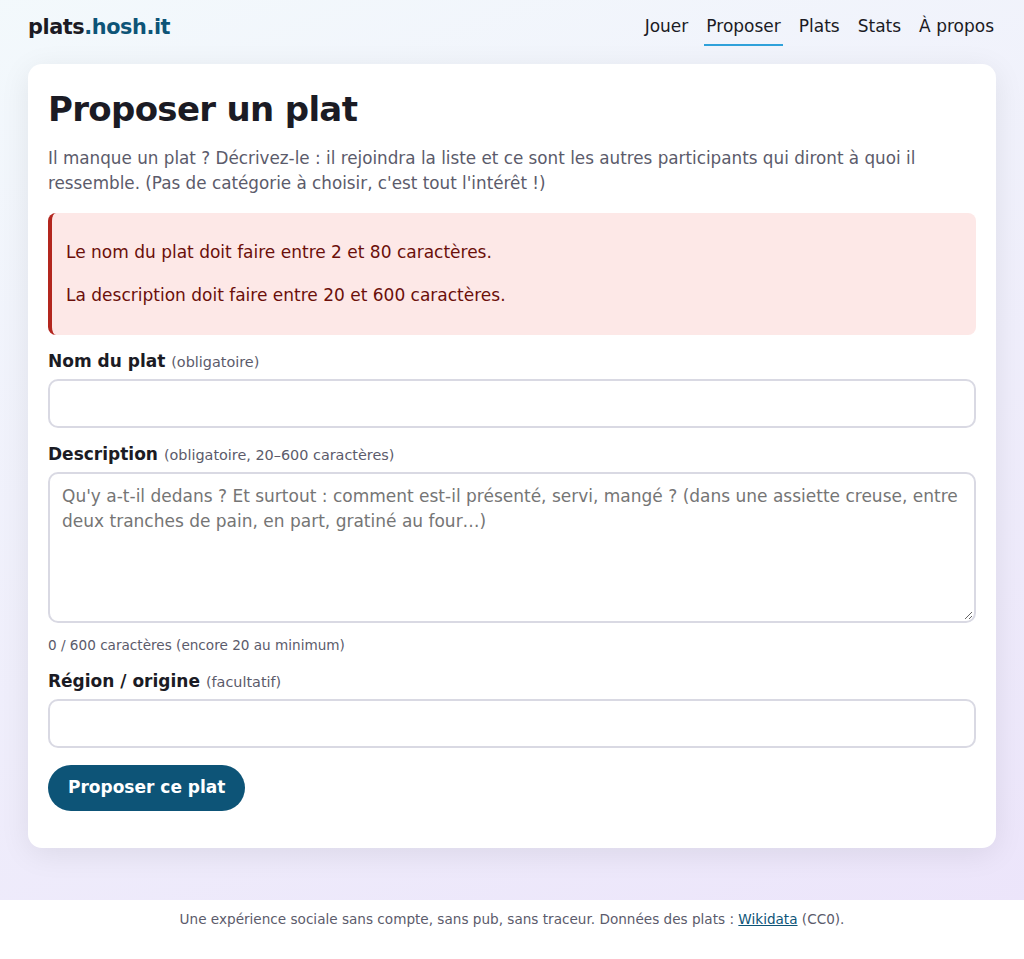 plats.hosh.it
Jouer Proposer Plats Stats À propos
Proposer un plat
Il manque un plat ? Décrivez-le : il rejoindra la liste et ce sont les autres participants qui diront à quoi il
ressemble. (Pas de catégorie à choisir, c'est tout l'intérêt !)
Le nom du plat doit faire entre 2 et 80 caractères.
La description doit faire entre 20 et 600 caractères.
Nom du plat (obligatoire)
Description (obligatoire, 20–600 caractères)
Qu'y a-t-il dedans ? Et surtout : comment est-il présenté, servi, mangé ? (dans une assiette creuse, entre
deux tranches de pain, en part, gratiné au four…)
0 / 600 caractères (encore 20 au minimum)
Région / origine (facultatif)
Proposer ce plat
Une expérience sociale sans compte, sans pub, sans traceur. Données des plats : Wikidata (CC0).